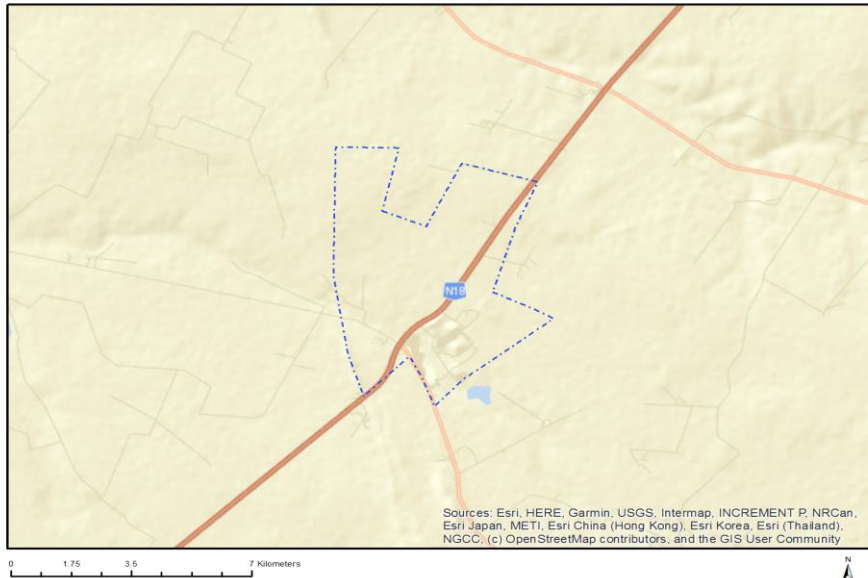 N18
Sources: Esri, HERE, Garmin, USGS, Intermap, INCREMENT P, NRCan,
Esri Japan, METI, Esri China (Hong Kong), Esri Korea, Esri (Thailand),
NGCC, (c) OpenStreetMap contributors, and the GIS User Community
0 1.75 3.5 7 Kilometers
N